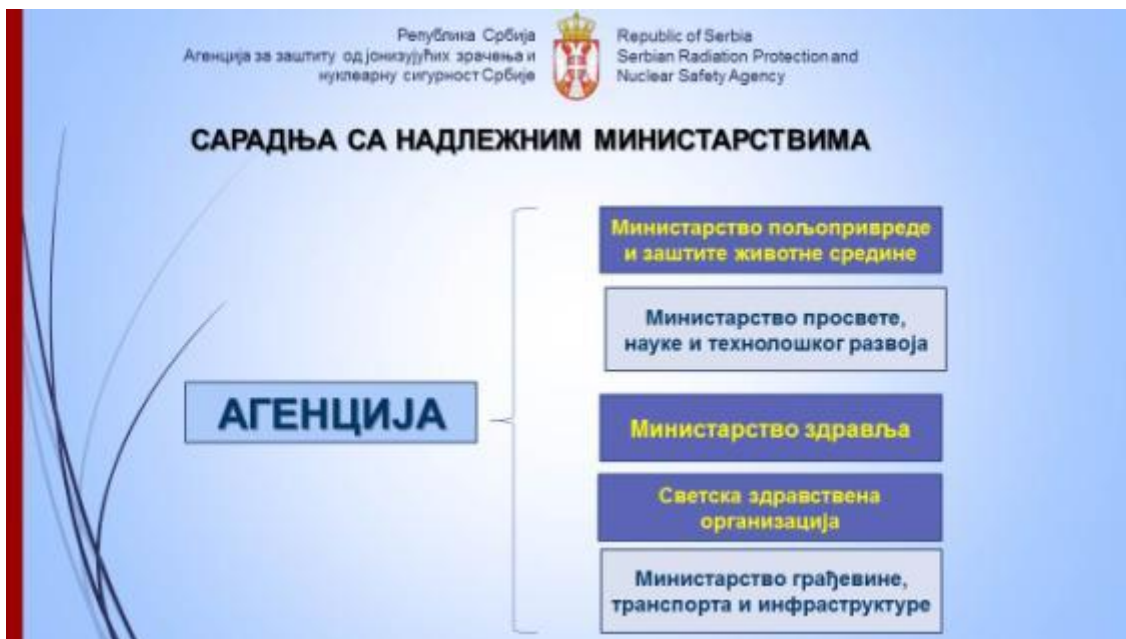 Република Србија
Агенција за заштиту од јонизујућих зрачења и
нуклеарну сигурност Србије
Republic of Serbia
Serbian Radiation Protection and
Nuclear Safety Agency
САРАДЊА СА НАДЛЕЖНИМ МИНИСТАРСТВИМА
АГЕНЦИЈА
Министарство пољопривреде
и заштите животне средине
Министарство просвете,
науке и технолошког развоја
Министарство здравља
Светска здравствена
организација
Министарство грађевине,
транспорта и инфраструктуре